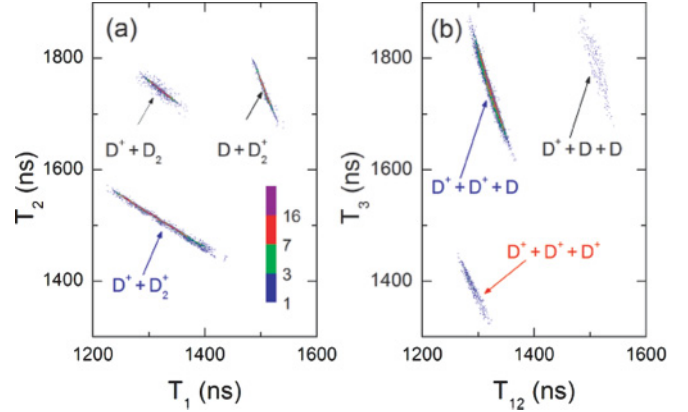 (a)
(b)
1800
1600
1400
T₂ (ns)
D⁺ + D₂
D + D₂⁺
D⁺ + D₂⁺
16
7
3
1
1200
1400
1600
T₁ (ns)
1800
1600
1400
T₃ (ns)
D⁺ + D + D
D⁺ + D⁺ + D
D⁺ + D⁺ + D⁺
1200
1400
1600
T₁₂ (ns)